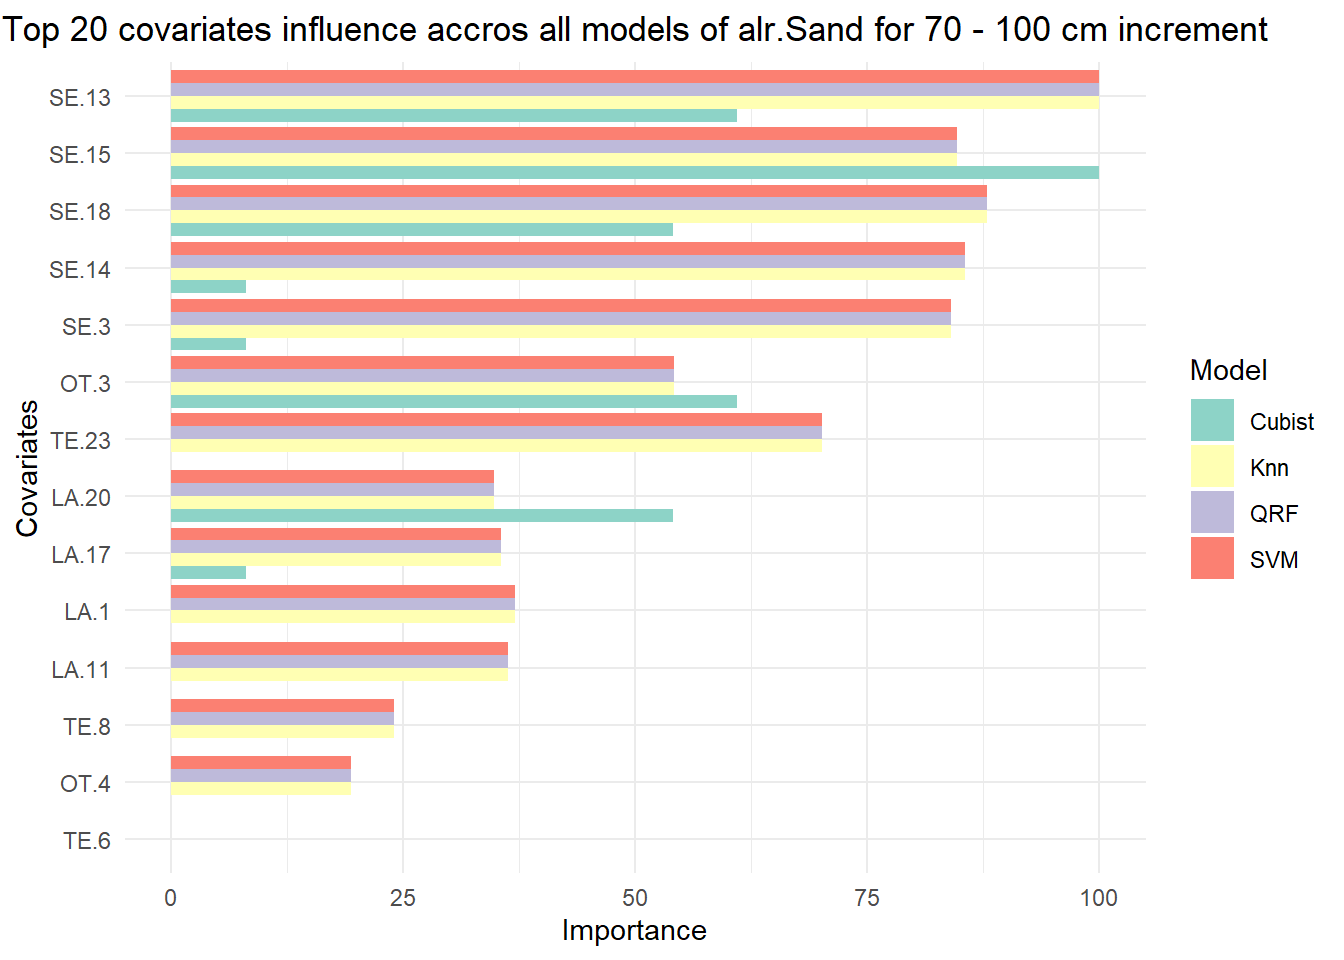 Top 20 covariates influence accros all models of alr.Sand for 70 - 100 cm increment
SE.13
SE.15
SE.18
SE.14
SE.3
OT.3
TE.23
LA.20
LA.17
LA.1
LA.11
TE.8
OT.4
TE.6
Covariates
0 25 50 75 100
Importance
Model
Cubist
Knn
QRF
SVM